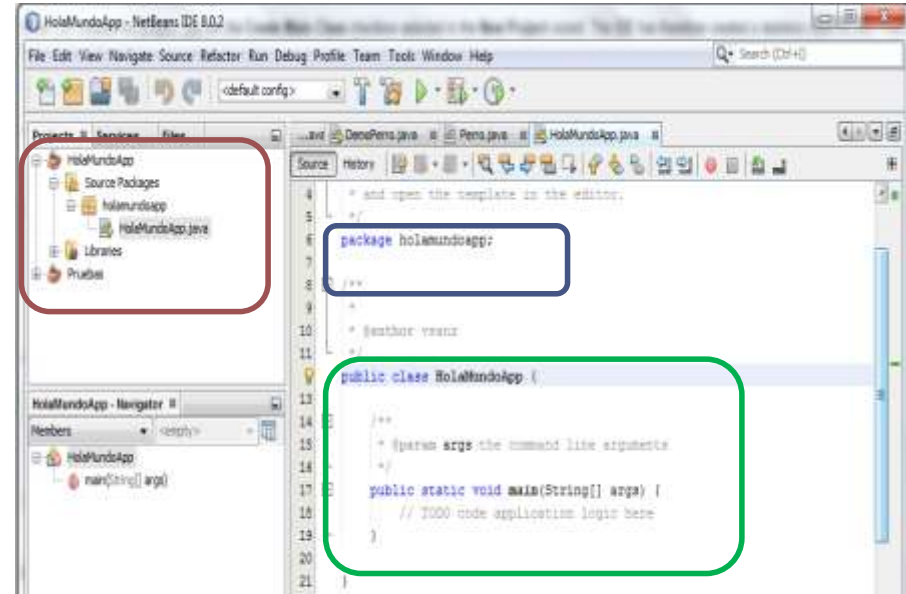 HolaMundoApp - NetBeans IDE 8.0.2
File Edit View Navigate Source Refactor Run Debug Profile Team Tools Window Help
Search (Ctrl+I)
<default config>
Projects Services Files
...ava DemoPerro.java Perro.java HolaMundoApp.java
Source History
HolaMundoApp
Source Packages
holamundoapp
HolaMundoApp.java
Libraries
Pruebas
4 * and open the template in the editor.
5 */
6 package holamundoapp;
7
8 /**
9 *
10 * @author vsanz
11 */
public class HolaMundoApp {
13
14 /**
15 * @param args the command line arguments
16 */
17 public static void main(String[] args) {
18 // TODO code application logic here
19 }
20
21 }
HolaMundoApp - Navigator
Members <empty>
HolaMundoApp
main(String[] args)